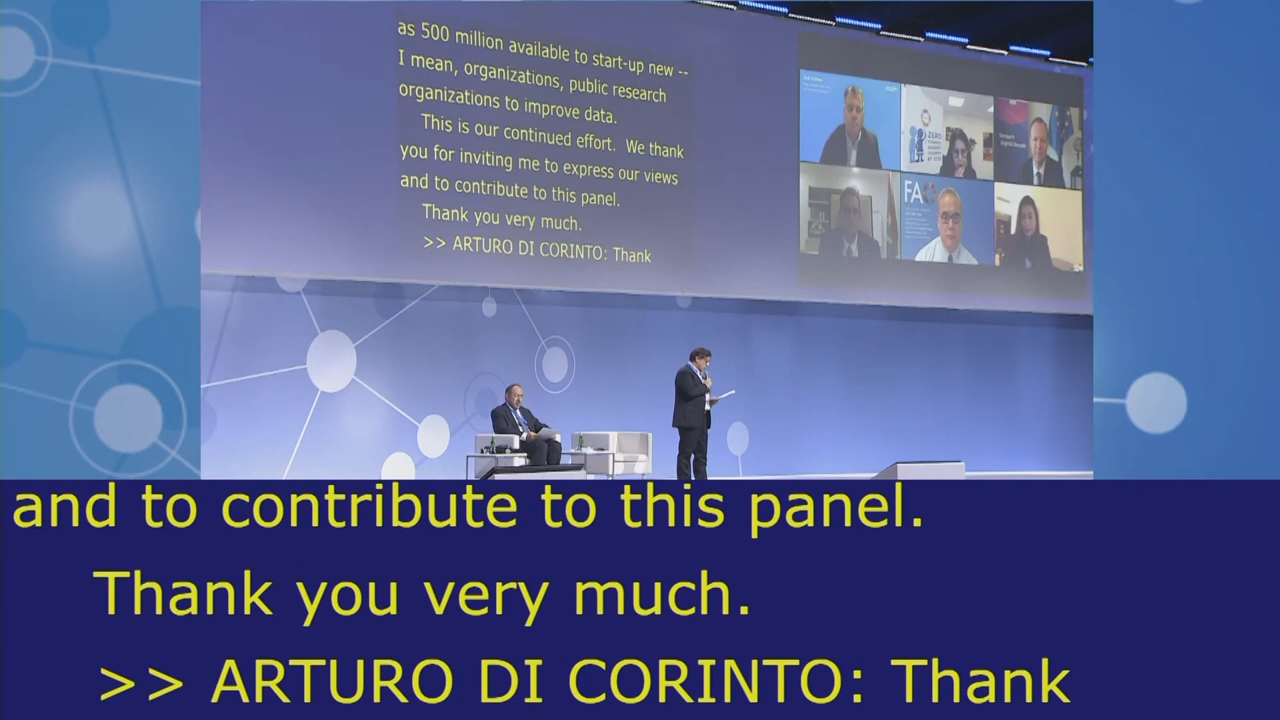 as 500 million available to start-up new --
I mean, organizations, public research
organizations to improve data.
This is our continued effort. We thank
you for inviting me to express our views
and to contribute to this panel.
Thank you very much.
>> ARTURO DI CORINTO: Thank
ZERO
FAO
and to contribute to this panel.
Thank you very much.
>> ARTURO DI CORINTO: Thank